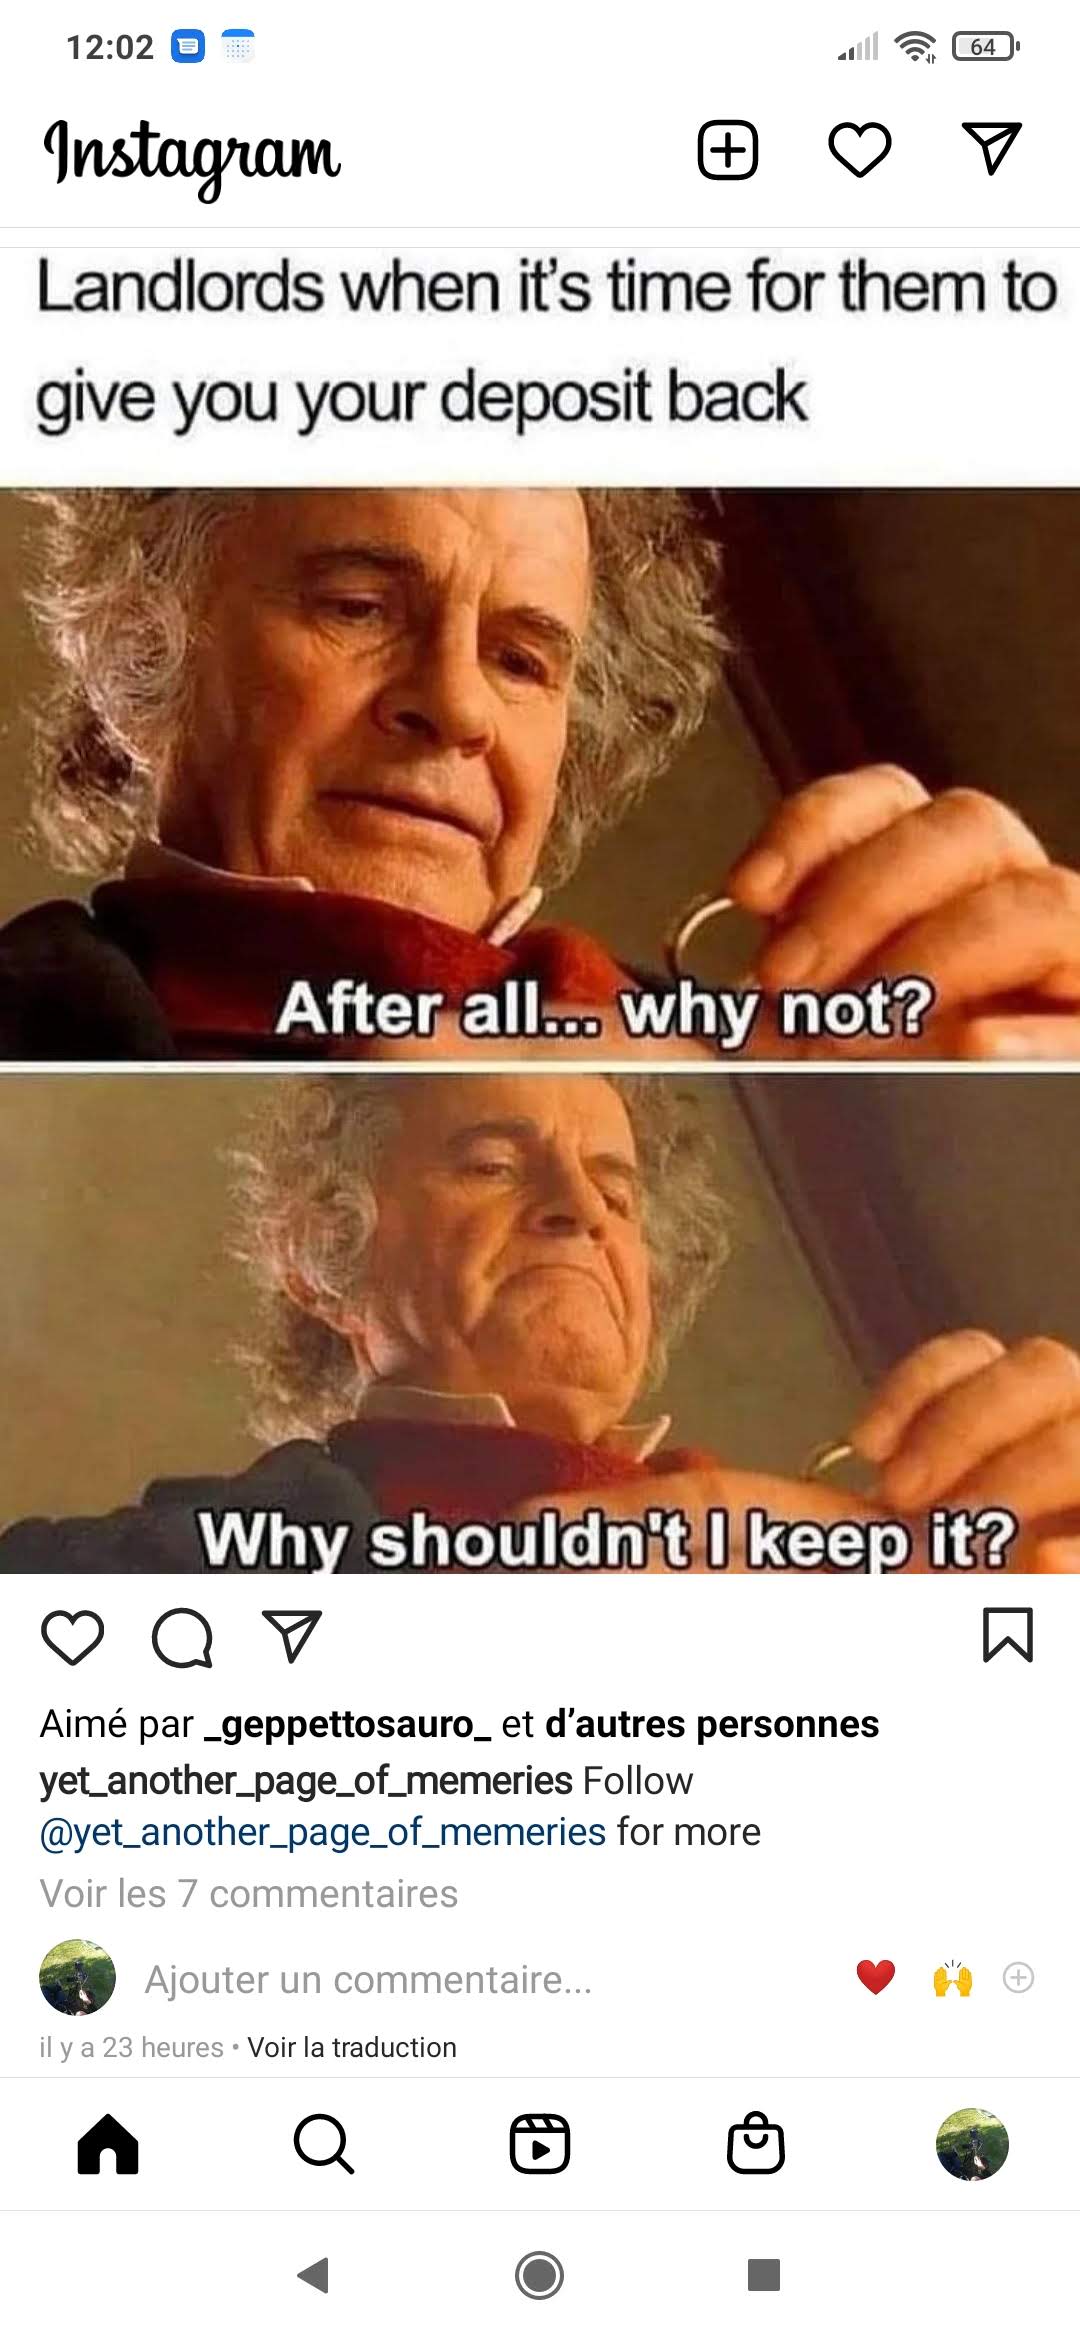 12:02
64
Instagram
Landlords when it's time for them to
give you your deposit back
After all... why not?
Why shouldn't I keep it?
Aimé par _geppettosauro_ et d’autres personnes
yet_another_page_of_memeries Follow
@yet_another_page_of_memeries for more
Voir les 7 commentaires
Ajouter un commentaire...
il y a 23 heures • Voir la traduction